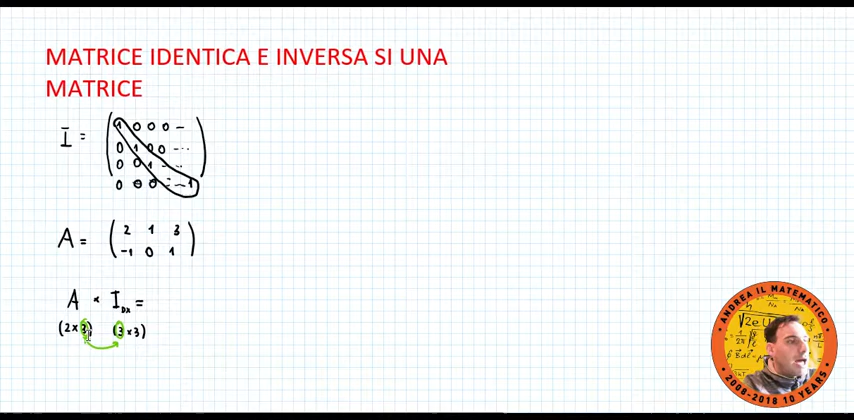 MATRICE IDENTICA E INVERSA SI UNA
MATRICE
I = ( 1 0 0 0 –
0 1 0 0 ...
0 0 1 - ..
0 0 0 – – 1 )
A = ( 2 1 3
-1 0 1 )
A × I DX =
(2×3) (3×3)
ANDREA IL MATEMATICO
2008-2018 10 YEARS